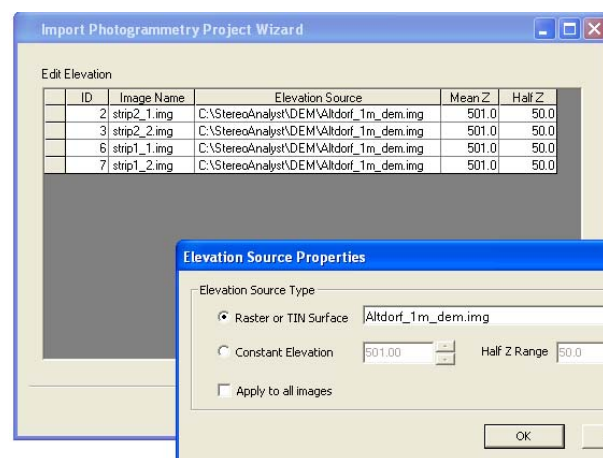 Import Photogrammetry Project Wizard
Edit Elevation
ID Image Name Elevation Source Mean Z Half Z
2 strip2_1.img C:\StereoAnalyst\DEM\Altdorf_1m_dem.img 501.0 50.0
3 strip2_2.img C:\StereoAnalyst\DEM\Altdorf_1m_dem.img 501.0 50.0
6 strip1_1.img C:\StereoAnalyst\DEM\Altdorf_1m_dem.img 501.0 50.0
7 strip1_2.img C:\StereoAnalyst\DEM\Altdorf_1m_dem.img 501.0 50.0
Elevation Source Properties
Elevation Source Type
Raster or TIN Surface Altdorf_1m_dem.img
Constant Elevation 501.00 Half Z Range 50.0
Apply to all images
OK